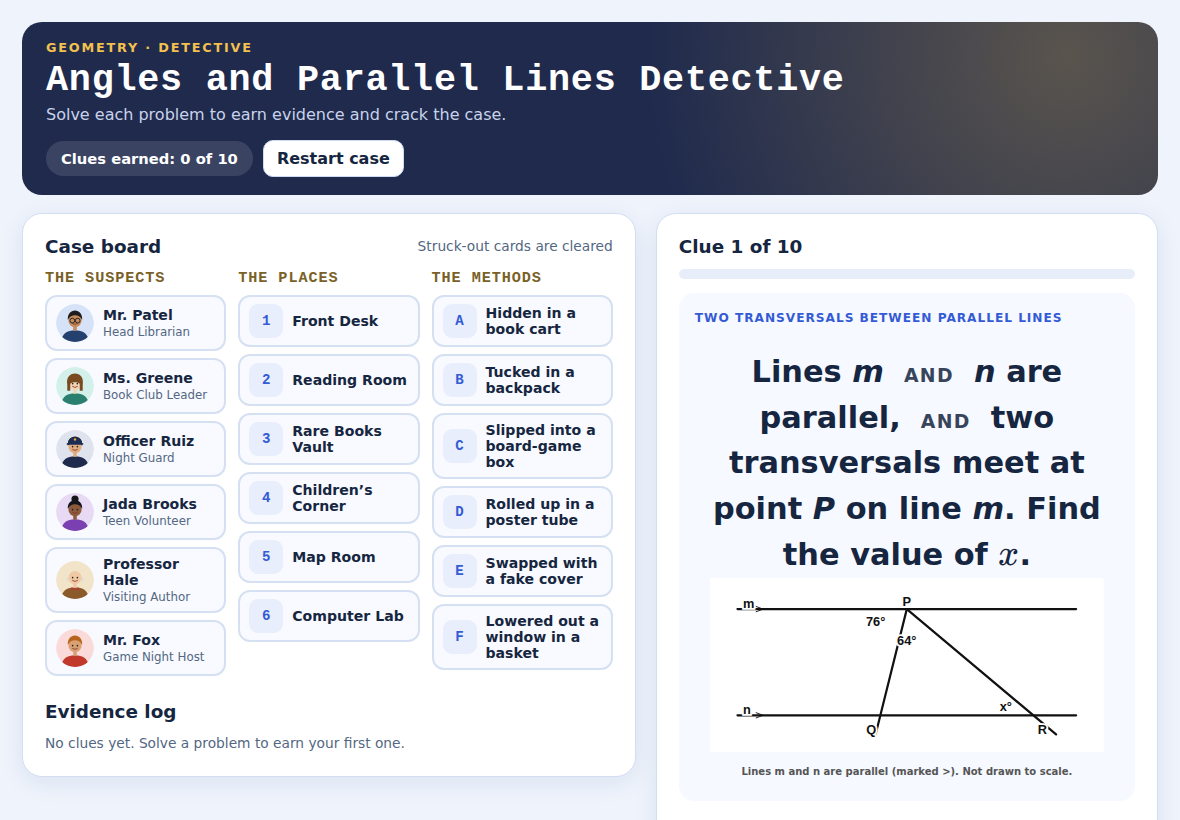 GEOMETRY · DETECTIVE
Angles and Parallel Lines Detective
Solve each problem to earn evidence and crack the case.
Clues earned: 0 of 10
Restart case
Case board
Struck-out cards are cleared
THE SUSPECTS
Mr. Patel
Head Librarian
Ms. Greene
Book Club Leader
Officer Ruiz
Night Guard
Jada Brooks
Teen Volunteer
Professor
Hale
Visiting Author
Mr. Fox
Game Night Host
THE PLACES
1 Front Desk
2 Reading Room
3 Rare Books
Vault
4 Children’s
Corner
5 Map Room
6 Computer Lab
THE METHODS
A Hidden in a
book cart
B Tucked in a
backpack
C Slipped into a
board-game
box
D Rolled up in a
poster tube
E Swapped with
a fake cover
F Lowered out a
window in a
basket
Evidence log
No clues yet. Solve a problem to earn your first one.
Clue 1 of 10
TWO TRANSVERSALS BETWEEN PARALLEL LINES
Lines m AND n are
parallel, AND two
transversals meet at
point P on line m. Find
the value of x.
P
m
76°
64°
n
x°
Q
R
Lines m and n are parallel (marked >). Not drawn to scale.